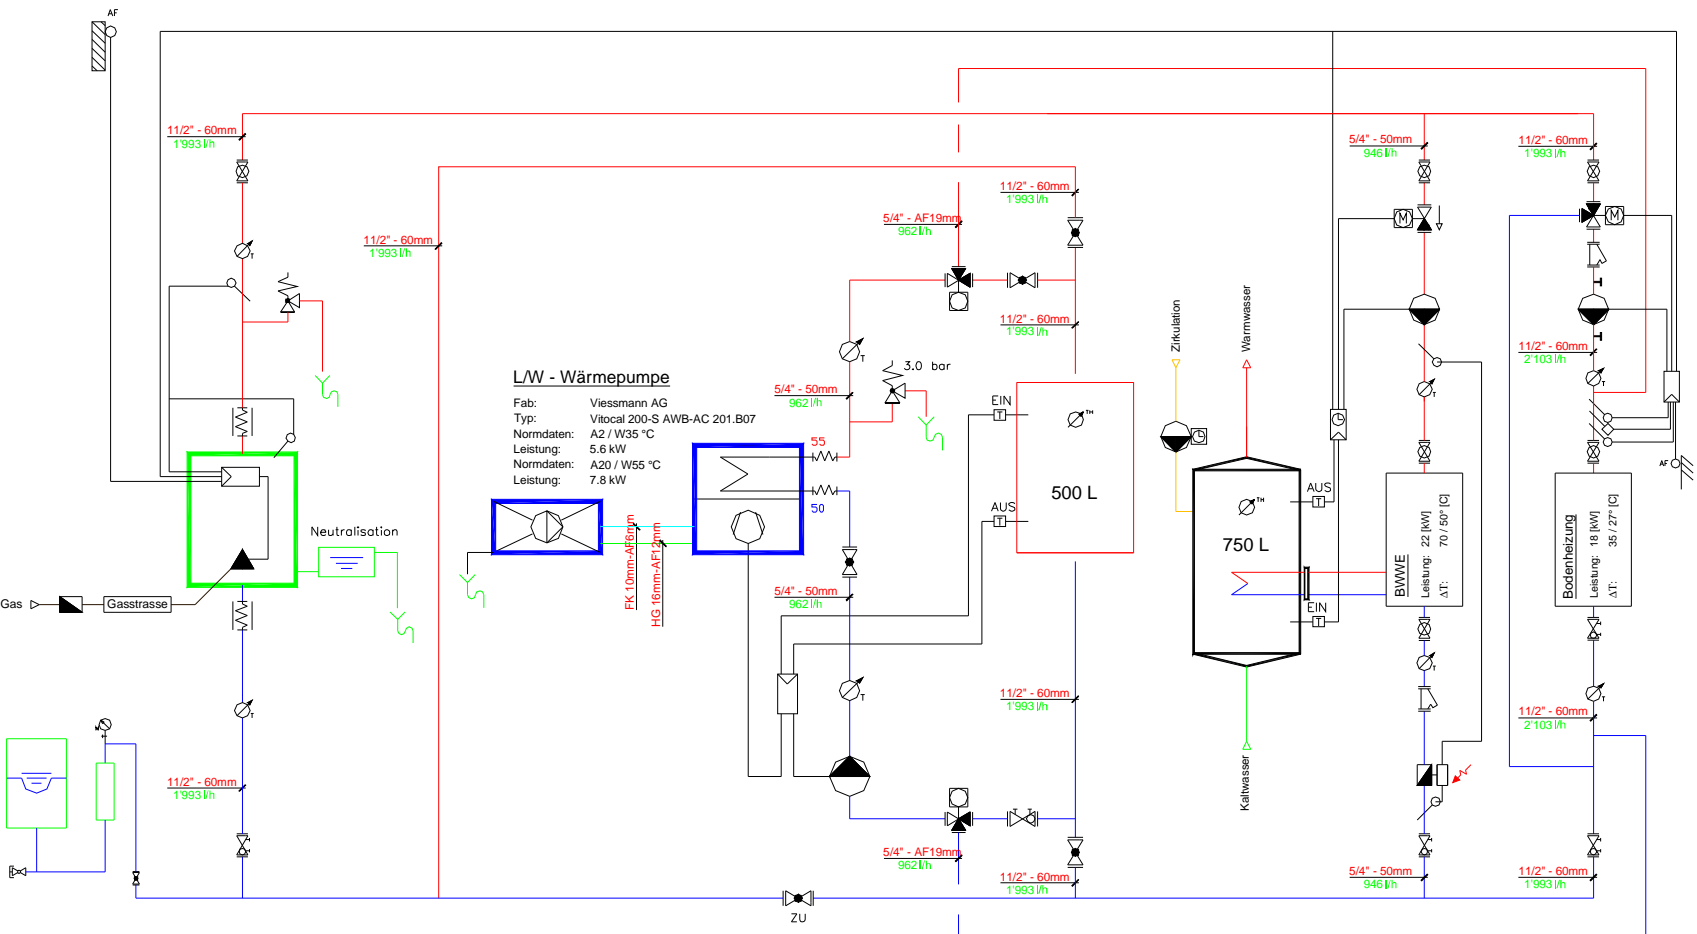 AF
11/2" - 60mm
1'993 l/h
5/4" - 50mm
946 l/h
11/2" - 60mm
1'993 l/h
11/2" - 60mm
1'993 l/h
5/4" - AF19mm
962 l/h
M
M
11/2" - 60mm
1'993 l/h
T
T
11/2" - 60mm
1'993 l/h
Zirkulation
Warmwasser
11/2" - 60mm
2'103 l/h
T
3.0 bar
L/W - Wärmepumpe
Fab: Viessmann AG
Typ: Vitocal 200-S AWB-AC 201.B07
Normdaten: A2 / W35 °C
Leistung: 5.6 kW
Normdaten: A20 / W55 °C
Leistung: 7.8 kW
5/4" - 50mm
962 l/h
EIN
T
TH
T
T
55
50
AF
500 L
AUS
T
TH
AUS
T
750 L
Neutralisation
FK 10mm-AF6mm
HG 16mm-AF12mm
BWWE
Leistung: 22 [kW]
ΔT: 70 / 50° [C]
Bodenheizung
Leistung: 18 [kW]
ΔT: 35 / 27° [C]
Gas
Gasstrasse
5/4" - 50mm
962 l/h
EIN
T
T
T
T
T
11/2" - 60mm
1'993 l/h
11/2" - 60mm
2'103 l/h
Kaltwasser
11/2" - 60mm
1'993 l/h
5/4" - AF19mm
962 l/h
11/2" - 60mm
1'993 l/h
5/4" - 50mm
946 l/h
11/2" - 60mm
1'993 l/h
ZU